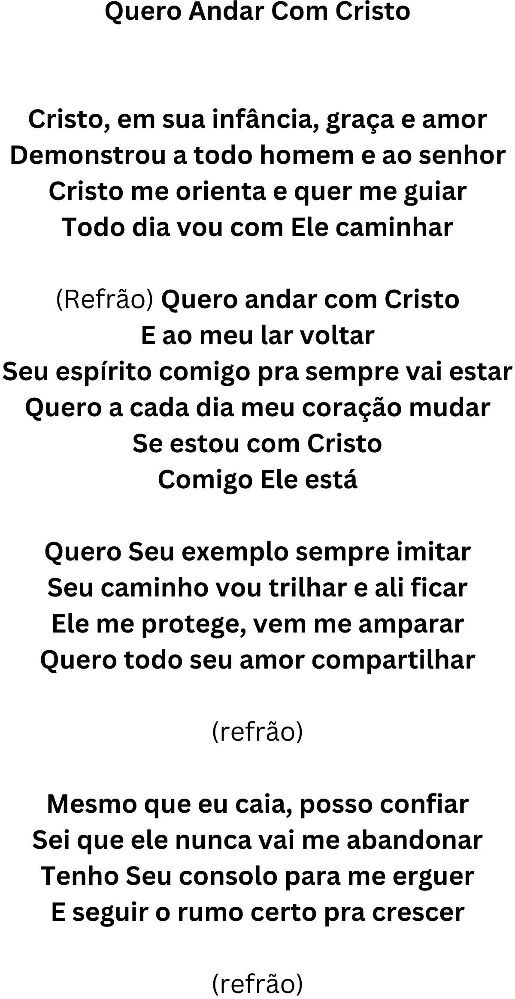 Quero Andar Com Cristo
Cristo, em sua infância, graça e amor
Demonstrou a todo homem e ao senhor
Cristo me orienta e quer me guiar
Todo dia vou com Ele caminhar
(Refrão) Quero andar com Cristo
E ao meu lar voltar
Seu espírito comigo pra sempre vai estar
Quero a cada dia meu coração mudar
Se estou com Cristo
Comigo Ele está
Quero Seu exemplo sempre imitar
Seu caminho vou trilhar e ali ficar
Ele me protege, vem me amparar
Quero todo seu amor compartilhar
(refrão)
Mesmo que eu caia, posso confiar
Sei que ele nunca vai me abandonar
Tenho Seu consolo para me erguer
E seguir o rumo certo pra crescer
(refrão)